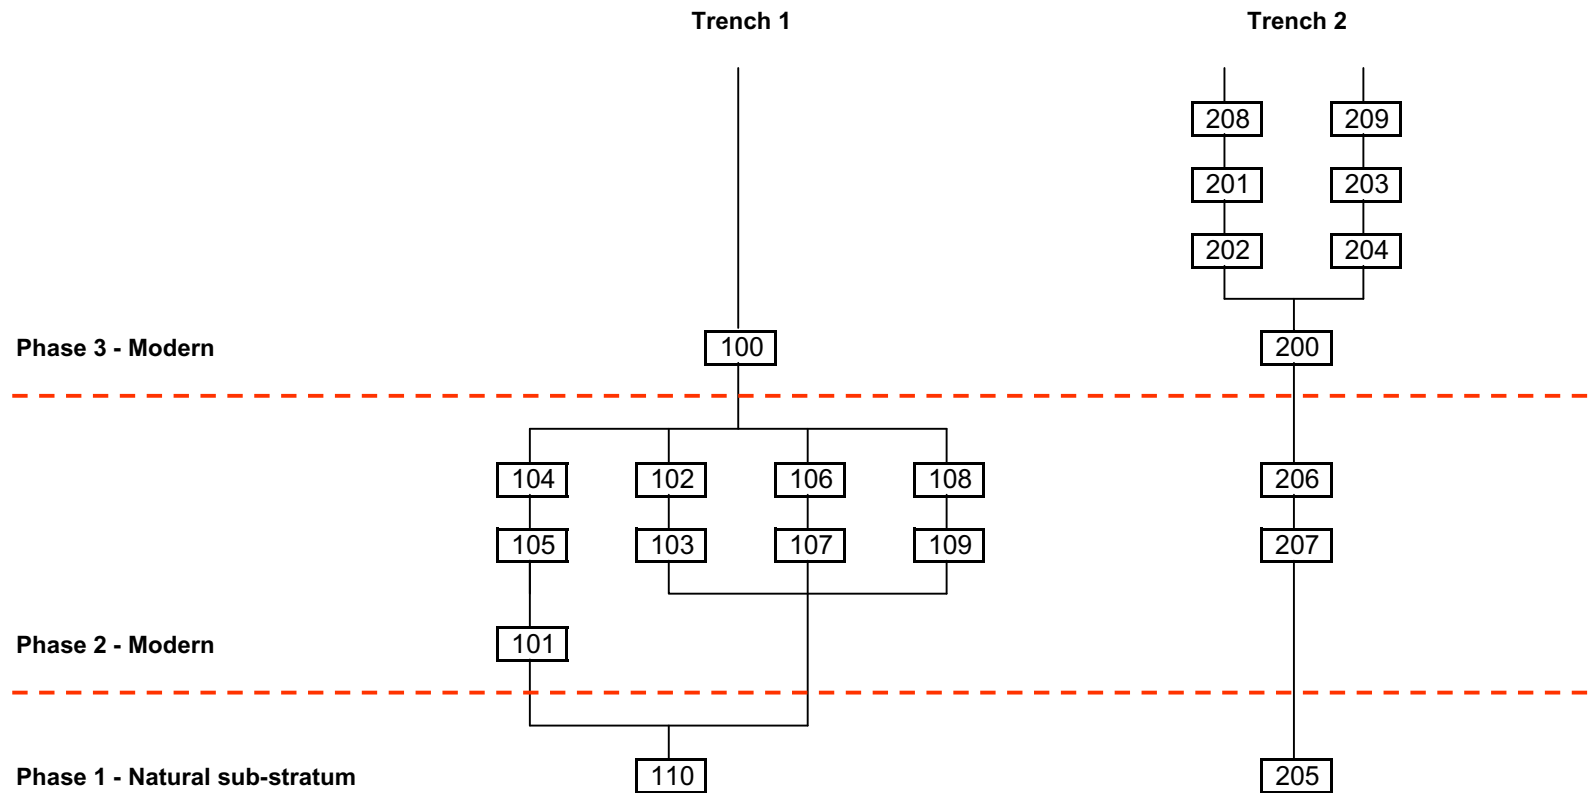 Trench 1 Trench 2
208 209
201 203
202 204
Phase 3 - Modern 100 200
104 102 106 108 206
105 103 107 109 207
Phase 2 - Modern 101
Phase 1 - Natural sub-stratum 110 205